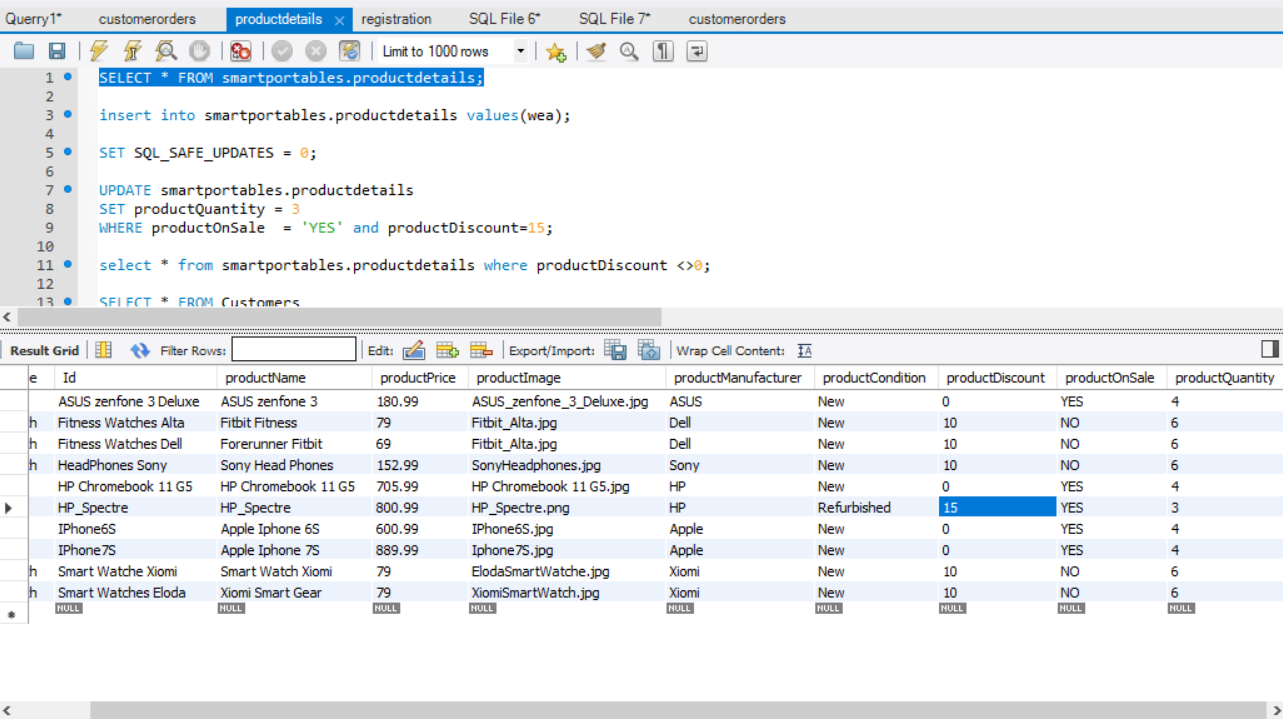 Querry1* customerorders productdetails × registration SQL File 6* SQL File 7* customerorders
Limit to 1000 rows
1 SELECT * FROM smartportables.productdetails;
2
3 insert into smartportables.productdetails values(wea);
4
5 SET SQL_SAFE_UPDATES = 0;
6
7 UPDATE smartportables.productdetails
8 SET productQuantity = 3
9 WHERE productOnSale  = 'YES' and productDiscount=15;
10
11 select * from smartportables.productdetails where productDiscount <>0;
12
13 SELECT * FROM Customers
Result Grid Filter Rows: Edit: Export/Import: Wrap Cell Content: IA
e Id productName productPrice productImage productManufacturer productCondition productDiscount productOnSale productQuantity
ASUS zenfone 3 Deluxe ASUS zenfone 3 180.99 ASUS_zenfone_3_Deluxe.jpg ASUS New 0 YES 4
h Fitness Watches Alta Fitbit Fitness 79 Fitbit_Alta.jpg Dell New 10 NO 6
h Fitness Watches Dell Forerunner Fitbit 69 Fitbit_Alta.jpg Dell New 10 NO 6
h HeadPhones Sony Sony Head Phones 152.99 SonyHeadphones.jpg Sony New 10 NO 6
HP Chromebook 11 G5 HP Chromebook 11 G5 705.99 HP Chromebook 11 G5.jpg HP New 0 YES 4
HP_Spectre HP_Spectre 800.99 HP_Spectre.png HP Refurbished 15 YES 3
IPhone6S Apple Iphone 6S 600.99 IPhone6S.jpg Apple New 0 YES 4
IPhone7S Apple Iphone 7S 889.99 Iphone7S.jpg Apple New 0 YES 4
h Smart Watche Xiomi Smart Watch Xiomi 79 ElodaSmartWatche.jpg Xiomi New 10 NO 6
h Smart Watches Eloda Xiomi Smart Gear 79 XiomiSmartWatch.jpg Xiomi New 10 NO 6
NULL NULL NULL NULL NULL NULL NULL NULL NULL